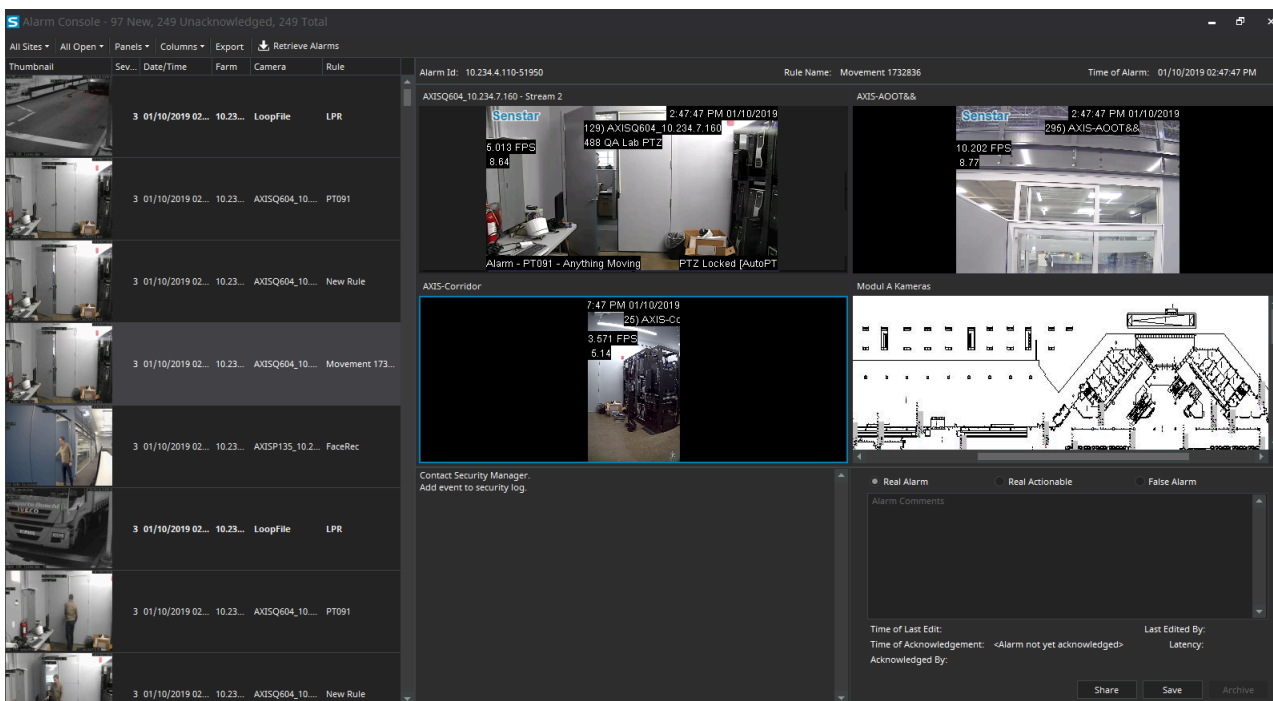 S Alarm Console - 97 New, 249 Unacknowledged, 249 Total
All Sites All Open Panels Columns Export Retrieve Alarms
Thumbnail Sev... Date/Time Farm Camera Rule
3 01/10/2019 02... 10.23... LoopFile LPR
3 01/10/2019 02... 10.23... AXISQ604_10.... PT091
3 01/10/2019 02... 10.23... AXISQ604_10.... New Rule
3 01/10/2019 02... 10.23... AXISQ604_10.... Movement 173...
3 01/10/2019 02... 10.23... AXISP135_10.2... FaceRec
IVECO
3 01/10/2019 02... 10.23... LoopFile LPR
3 01/10/2019 02... 10.23... AXISQ604_10.... PT091
3 01/10/2019 02... 10.23... AXISQ604_10.... New Rule
Alarm Id: 10.234.4.110-51950 Rule Name: Movement 1732836 Time of Alarm: 01/10/2019 02:47:47 PM
AXISQ604_10.234.7.160 - Stream 2
Senstar 2:47:47 PM 01/10/2019
129) AXISQ604_10.234.7.160
5.013 FPS 488 QA Lab PTZ
8.64
Alarm - PT091 - Anything Moving PTZ Locked [AutoPT
AXIS-AOOT&&
Senstar 2:47:47 PM 01/10/2019
295) AXIS-AOOT&&
10.202 FPS
8.77
AXIS-Corridor
7:47 PM 01/10/2019
25) AXIS-Co
3.571 FPS
5.14
Modul A Kameras
Contact Security Manager.
Add event to security log.
Real Alarm Real Actionable False Alarm
Alarm Comments
Time of Last Edit: Last Edited By:
Time of Acknowledgement: <Alarm not yet acknowledged> Latency:
Acknowledged By:
Share Save Archive